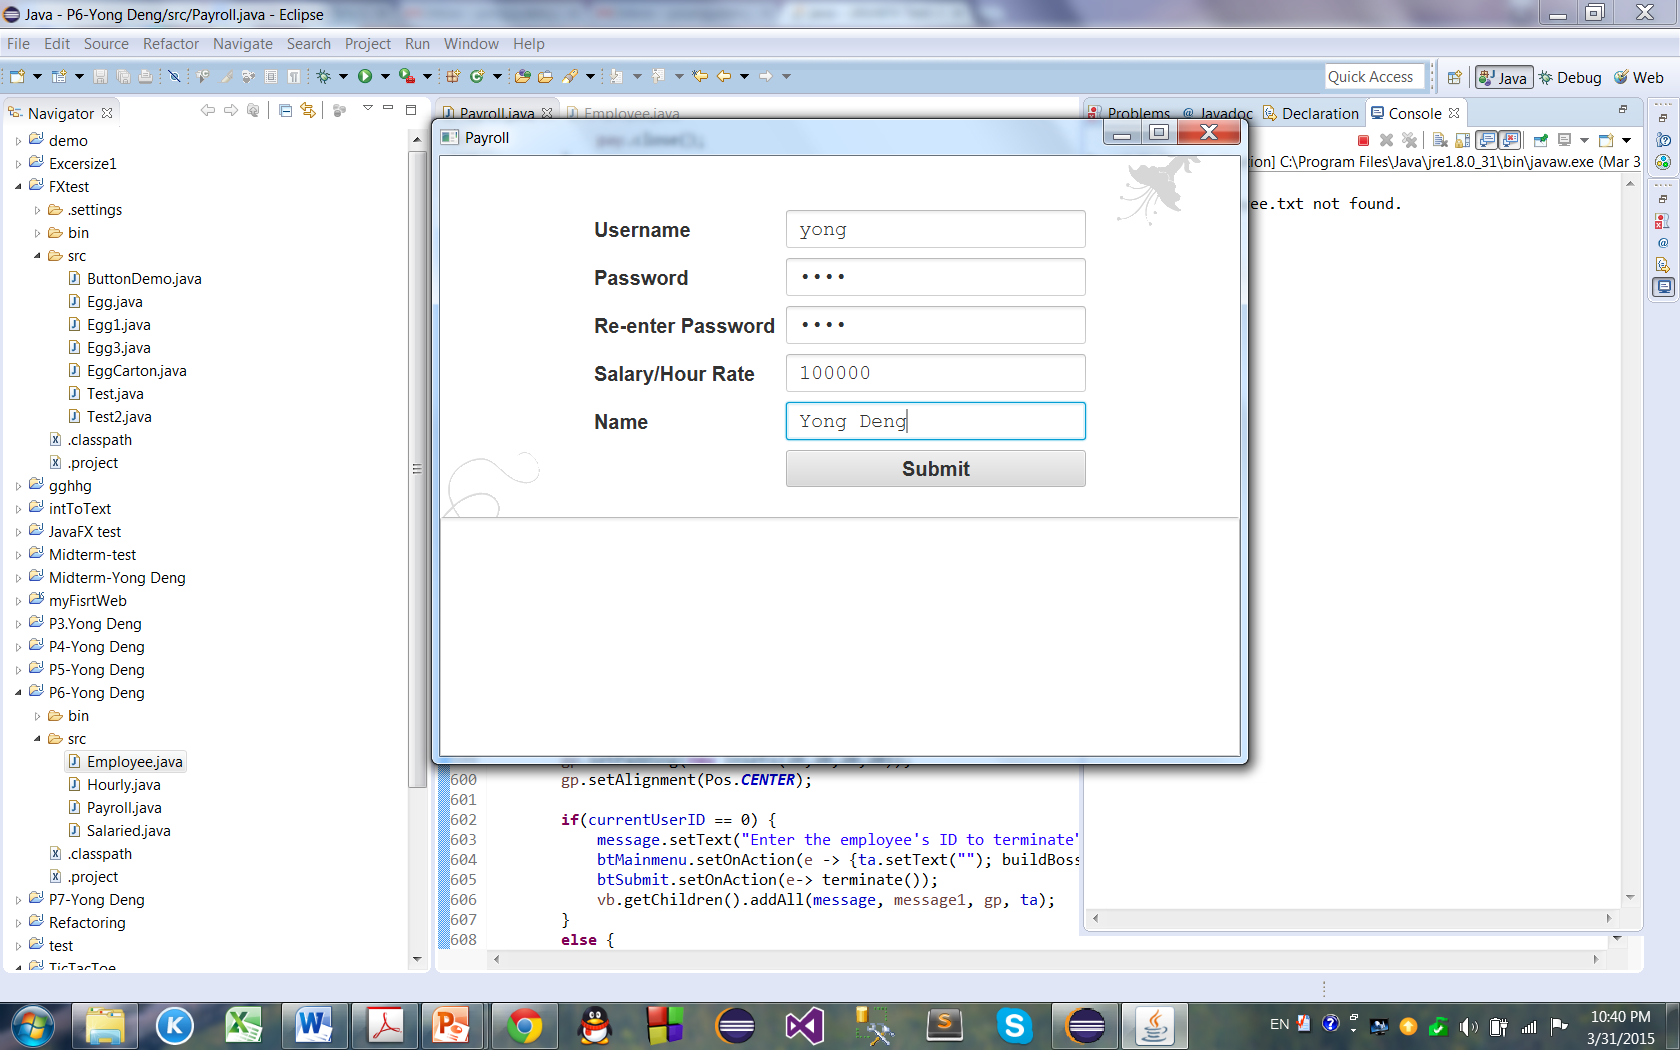 Java - P6-Yong Deng/src/Payroll.java - Eclipse
File Edit Source Refactor Navigate Search Project Run Window Help
Quick Access Java Debug Web
Navigator
Payroll.java Employee.java
Problems @ Javadoc Declaration Console
demo
Excersize1
FXtest
.settings
bin
src
ButtonDemo.java
Egg.java
Egg1.java
Egg3.java
EggCarton.java
Test.java
Test2.java
.classpath
.project
gghhg
intToText
JavaFX test
Midterm-test
Midterm-Yong Deng
myFisrtWeb
P3.Yong Deng
P4-Yong Deng
P5-Yong Deng
P6-Yong Deng
bin
src
Employee.java
Hourly.java
Payroll.java
Salaried.java
.classpath
.project
P7-Yong Deng
Refactoring
test
TicTacToe
pay.close();
Payroll
Username yong
Password ••••
Re-enter Password ••••
Salary/Hour Rate 100000
Name Yong Deng
Submit
tion] C:\Program Files\Java\jre1.8.0_31\bin\javaw.exe (Mar 3
ee.txt not found.
600 gp.setAlignment(Pos.CENTER);
601
602 if(currentUserID == 0) {
603 message.setText("Enter the employee's ID to terminate"
604 btMainmenu.setOnAction(e -> {ta.setText(""); buildBoss
605 btSubmit.setOnAction(e-> terminate());
606 vb.getChildren().addAll(message, message1, gp, ta);
607 }
608 else {
EN
10:40 PM
3/31/2015